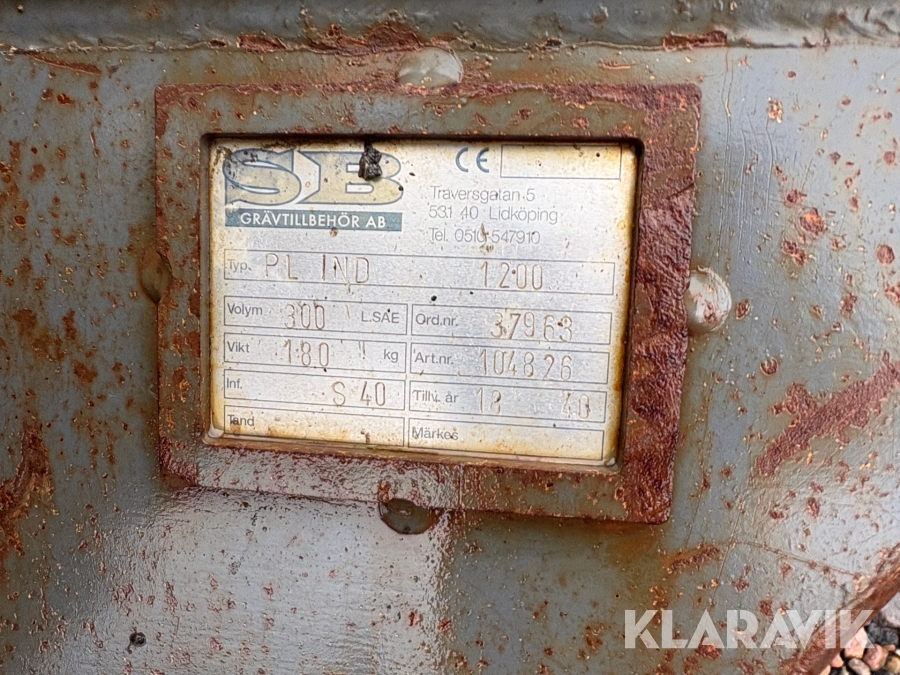 SB
GRÄVTILLBEHÖR AB
CE
Traversgatan 5
531 40 Lidköping
Tel. 0510-547910
Typ. PL IND 1200
Volym 300 L.SAE Ord.nr. 37963
Vikt 180 kg Art.nr. 104826
Inf. S 40 Tillv. år 18 40
Tand Märkes
KLARAVIK